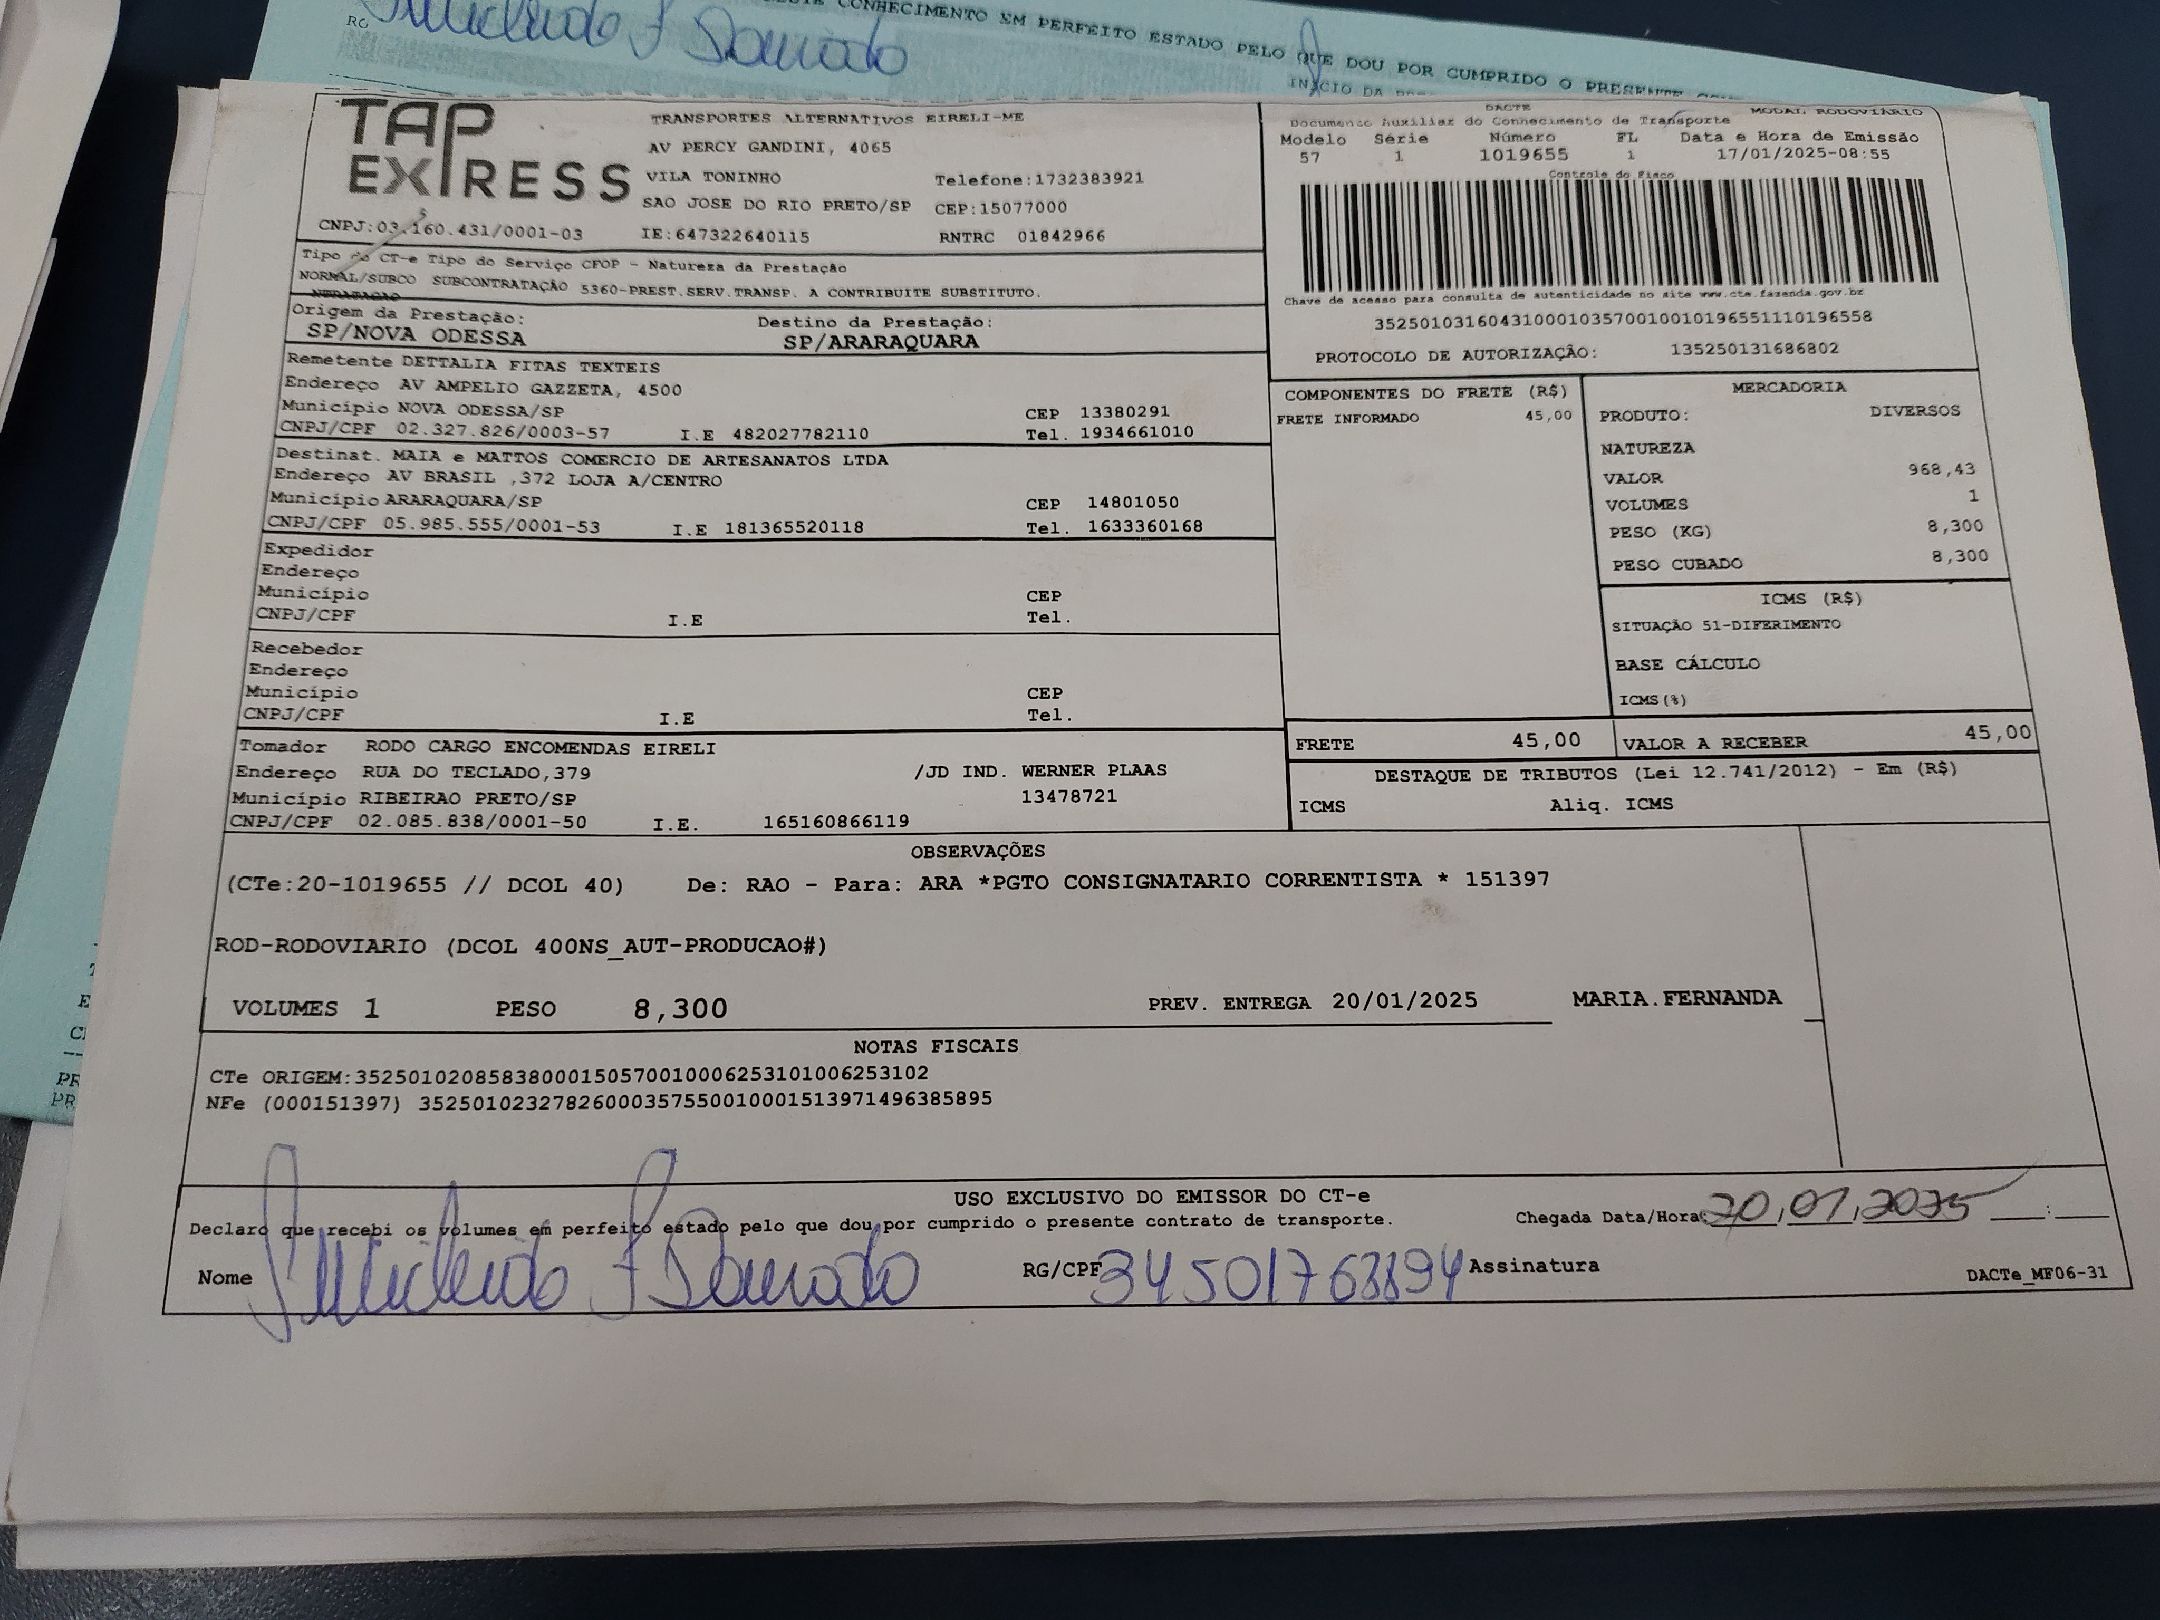 CONHECIMENTO EM PERFEITO ESTADO PELO QUE DOU POR CUMPRIDO O PRESENTE
RG
TAP EXPRESS
TRANSPORTES ALTERNATIVOS EIRELI-ME
AV PERCY GANDINI, 4065
VILA TONINHO Telefone:1732383921
SAO JOSE DO RIO PRETO/SP CEP:15077000
CNPJ:03.160.431/0001-03 IE:647322640115 RNTRC 01842966
DACTE MODAL RODOVIÁRIO
Documento Auxiliar do Conhecimento de Transporte
Modelo Série Número FL Data e Hora de Emissão
57 1 1019655 1 17/01/2025-08:55
Controle do Fisco
Chave de acesso para consulta de autenticidade no site www.cte.fazenda.gov.br
35250103160431000103570010010196551110196558
PROTOCOLO DE AUTORIZAÇÃO: 135250131686802
Tipo do CT-e Tipo do Serviço CFOP - Natureza da Prestação
NORMAL/SUBCO SUBCONTRATAÇÃO 5360-PREST.SERV.TRANSP. A CONTRIBUITE SUBSTITUTO.
NTRATAÇAO
Origem da Prestação: Destino da Prestação:
SP/NOVA ODESSA SP/ARARAQUARA
Remetente DETTALIA FITAS TEXTEIS
Endereço AV AMPELIO GAZZETA, 4500
Município NOVA ODESSA/SP CEP 13380291
CNPJ/CPF 02.327.826/0003-57 I.E 482027782110 Tel. 1934661010
Destinat. MAIA e MATTOS COMERCIO DE ARTESANATOS LTDA
Endereço AV BRASIL ,372 LOJA A/CENTRO
Município ARARAQUARA/SP CEP 14801050
CNPJ/CPF 05.985.555/0001-53 I.E 181365520118 Tel. 1633360168
Expedidor
Endereço
Município CEP
CNPJ/CPF I.E Tel.
Recebedor
Endereço
Município CEP
CNPJ/CPF I.E Tel.
Tomador RODO CARGO ENCOMENDAS EIRELI
Endereço RUA DO TECLADO,379 /JD IND. WERNER PLAAS
Município RIBEIRAO PRETO/SP 13478721
CNPJ/CPF 02.085.838/0001-50 I.E. 165160866119
COMPONENTES DO FRETE (R$)
FRETE INFORMADO 45,00
MERCADORIA
PRODUTO: DIVERSOS
NATUREZA
VALOR 968,43
VOLUMES 1
PESO (KG) 8,300
PESO CUBADO 8,300
ICMS (R$)
SITUAÇÃO 51-DIFERIMENTO
BASE CÁLCULO
ICMS(%)
FRETE 45,00 VALOR A RECEBER 45,00
DESTAQUE DE TRIBUTOS (Lei 12.741/2012) - Em (R$)
ICMS Aliq. ICMS
OBSERVAÇÕES
(CTe:20-1019655 // DCOL 40) De: RAO - Para: ARA *PGTO CONSIGNATARIO CORRENTISTA * 151397
ROD-RODOVIARIO (DCOL 400NS_AUT-PRODUCAO#)
VOLUMES 1 PESO 8,300 PREV. ENTREGA 20/01/2025 MARIA.FERNANDA
NOTAS FISCAIS
CTe ORIGEM:35250102085838000150570010006253101006253102
NFe (000151397) 35250102327826000357550010001513971496385895
USO EXCLUSIVO DO EMISSOR DO CT-e
Declaro que recebi os volumes em perfeito estado pelo que dou por cumprido o presente contrato de transporte. Chegada Data/Hora: 20,01,2025 :
Nome RG/CPF 34501763894 Assinatura
DACTe_MF06-31